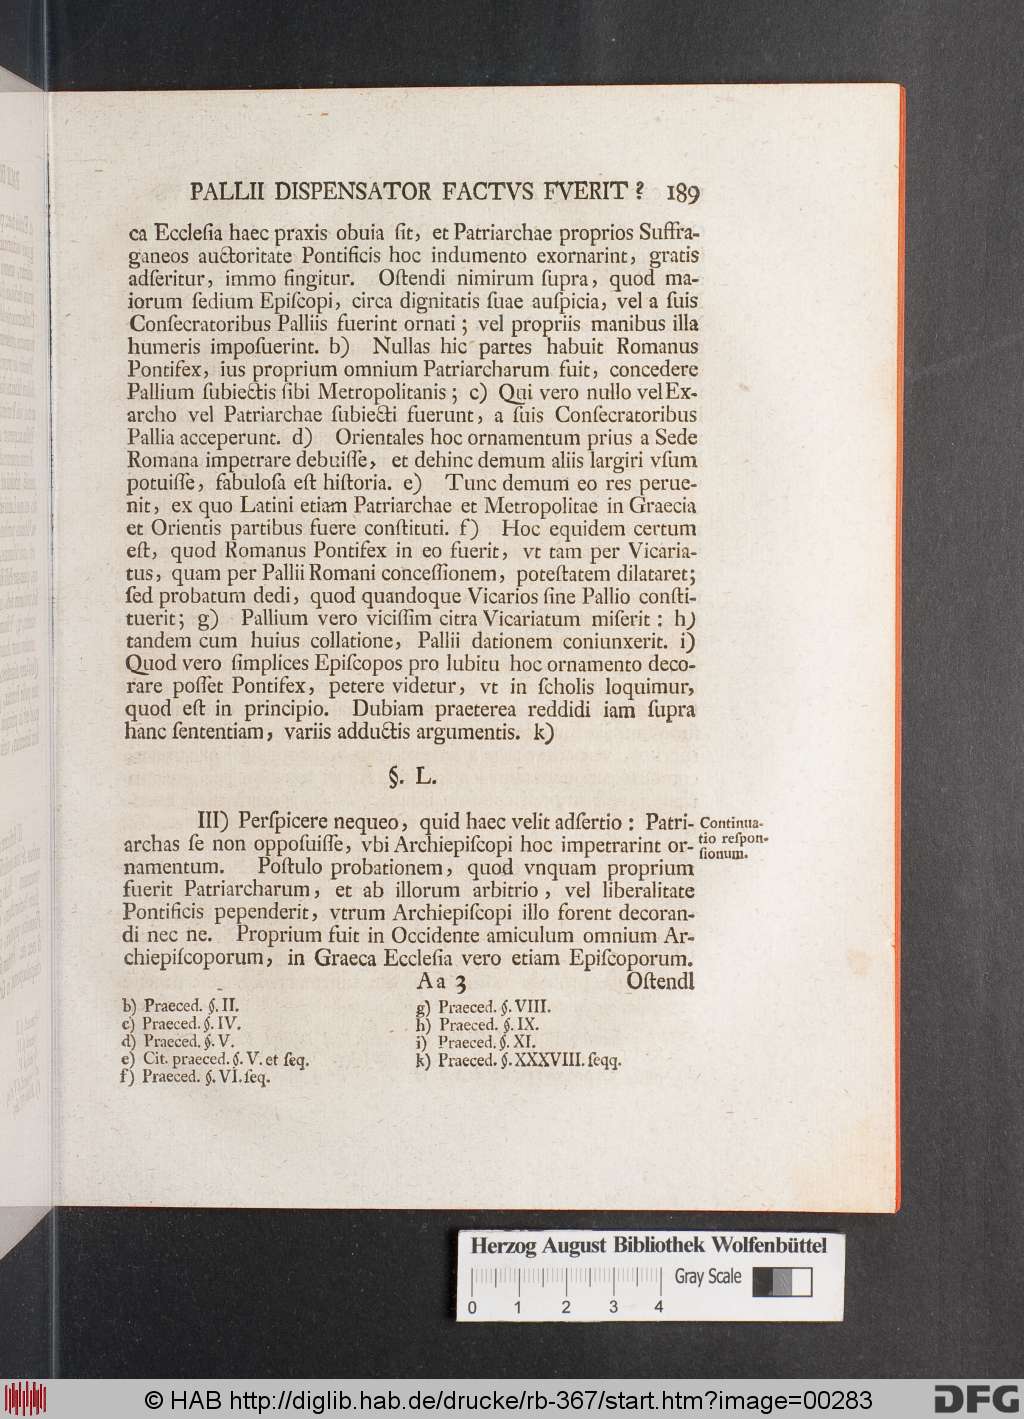 PALLII DISPENSATOR FACTVS FVERIT? 189
ca Eccleſia haec praxis obuia ſit, et Patriarchae proprios Suffra-
ganeos auctoritate Pontificis hoc indumento exornarint, gratis
adſeritur, immo fingitur. Oſtendi nimirum ſupra, quod ma-
iorum ſedium Epiſcopi, circa dignitatis ſuae auſpicia, vel a ſuis
Conſecratoribus Palliis fuerint ornati; vel propriis manibus illa
humeris impoſuerint. b) Nullas hic partes habuit Romanus
Pontifex, ius proprium omnium Patriarcharum fuit, concedere
Pallium ſubiectis ſibi Metropolitanis; c) Qui vero nullo vel Ex-
archo vel Patriarchae ſubiecti fuerunt, a ſuis Conſecratoribus
Pallia acceperunt. d) Orientales hoc ornamentum prius a Sede
Romana impetrare debuiſſe, et dehinc demum aliis largiri vſum
potuiſſe, fabuloſa eſt hiſtoria. e) Tunc demum eo res perue-
nit, ex quo Latini etiam Patriarchae et Metropolitae in Graecia
et Orientis partibus fuere conſtituti. f) Hoc equidem certum
eſt, quod Romanus Pontifex in eo fuerit, vt tam per Vicaria-
tus, quam per Pallii Romani conceſſionem, poteſtatem dilataret;
ſed probatum dedi, quod quandoque Vicarios ſine Pallio conſti-
tuerit; g) Pallium vero viciſſim citra Vicariatum miſerit: h)
tandem cum huius collatione, Pallii dationem coniunxerit. i)
Quod vero ſimplices Epiſcopos pro lubitu hoc ornamento deco-
rare poſſet Pontifex, petere videtur, vt in ſcholis loquimur,
quod eſt in principio. Dubiam praeterea reddidi iam ſupra
hanc ſententiam, variis adductis argumentis. k)
§. L.
III) Perſpicere nequeo, quid haec velit adſertio: Patri-
archas ſe non oppoſuiſſe, vbi Archiepiſcopi hoc impetrarint or-
namentum. Poſtulo probationem, quod vnquam proprium
fuerit Patriarcharum, et ab illorum arbitrio, vel liberalitate
Pontificis pependerit, vtrum Archiepiſcopi illo forent decoran-
di nec ne. Proprium fuit in Occidente amiculum omnium Ar-
chiepiſcoporum, in Graeca Eccleſia vero etiam Epiſcoporum.
Continua-
tio reſpon-
ſionum.
Aa 3 Oſtendl
b) Praeced. §. II.
c) Praeced. §. IV.
d) Praeced. §. V.
e) Cit. praeced. §. V. et ſeq.
f) Praeced. §. VI. ſeq.
g) Praeced. §. VIII.
h) Praeced. §. IX.
i) Praeced. §. XI.
k) Praeced. §. XXXVIII. ſeqq.
Herzog August Bibliothek Wolfenbüttel
Gray Scale
0 1 2 3 4
© HAB http://diglib.hab.de/drucke/rb-367/start.htm?image=00283
DFG